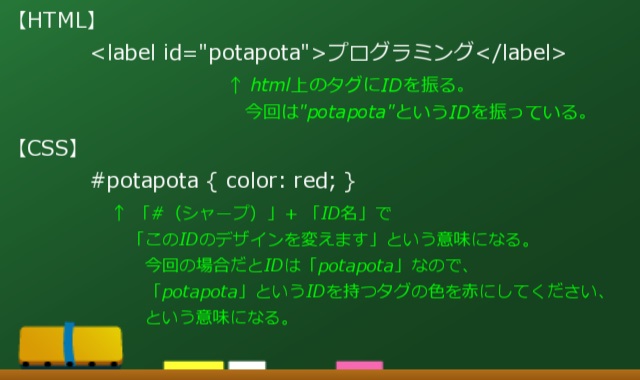 【HTML】
<label id="potapota">プログラミング</label>
↑ html上のタグにIDを振る。
今回は"potapota"というIDを振っている。
【CSS】
#potapota { color: red; }
↑ 「#（シャープ）」+ 「ID名」で
「このIDのデザインを変えます」という意味になる。
今回の場合だとIDは「potapota」なので、
「potapota」というIDを持つタグの色を赤にしてください、
という意味になる。